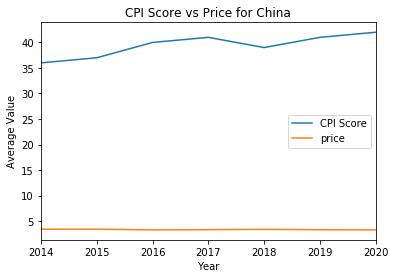 CPI Score vs Price for China
40
35
30
25
20
15
10
5
Average Value
CPI Score
price
2014 2015 2016 2017 2018 2019 2020
Year